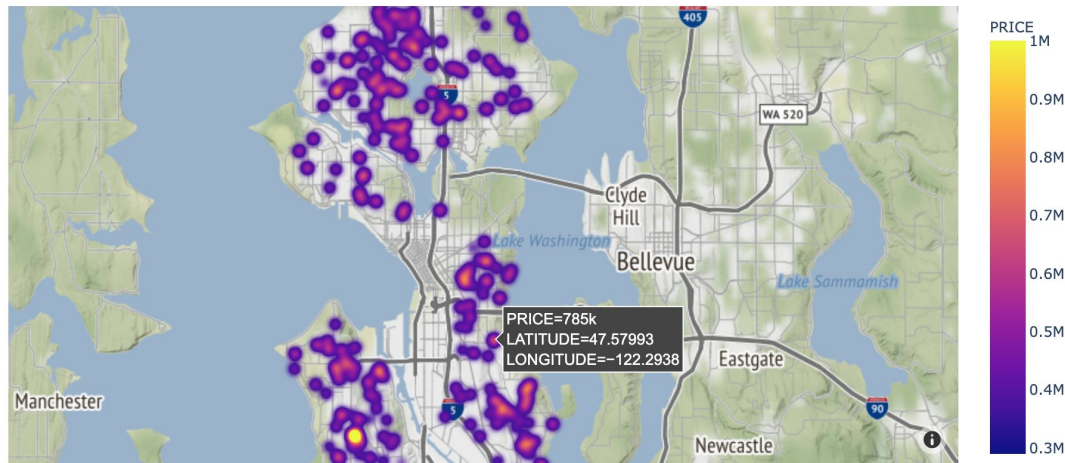 405
PRICE
1M
5
0.9M
WA 520
0.8M
Clyde
Hill
0.7M
Lake Washington
Bellevue
0.6M
Lake Sammamish
PRICE=785k
LATITUDE=47.57993
LONGITUDE=−122.2938
0.5M
Eastgate
Manchester
5
90
0.4M
Newcastle
i
0.3M